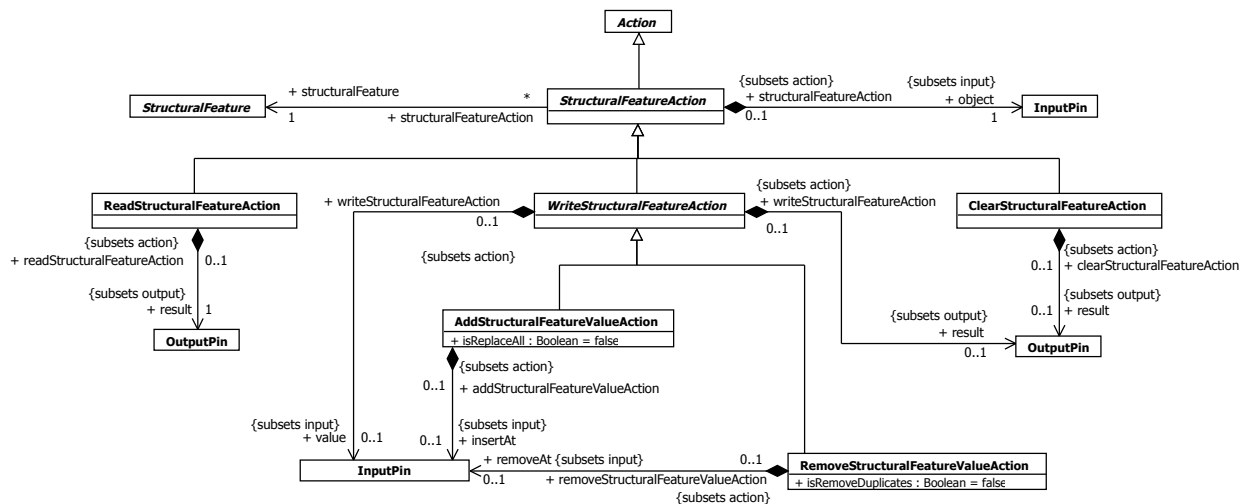 Action
{subsets action}
{subsets input}
+ structuralFeature
*
StructuralFeatureAction
+ structuralFeatureAction
+ object
StructuralFeature
InputPin
1
+ structuralFeatureAction
0..1
1
ReadStructuralFeatureAction
+ writeStructuralFeatureAction
WriteStructuralFeatureAction
{subsets action}
+ writeStructuralFeatureAction
ClearStructuralFeatureAction
0..1
0..1
{subsets action}
+ readStructuralFeatureAction
0..1
{subsets action}
{subsets action}
0..1
+ clearStructuralFeatureAction
{subsets output}
+ result
1
{subsets output}
0..1
+ result
OutputPin
AddStructuralFeatureValueAction
+ isReplaceAll : Boolean = false
{subsets output}
+ result
0..1
OutputPin
{subsets action}
0..1
+ addStructuralFeatureValueAction
{subsets input}
+ value
0..1
0..1
{subsets input}
+ insertAt
InputPin
+ removeAt {subsets input}
0..1
RemoveStructuralFeatureValueAction
0..1
+ removeStructuralFeatureValueAction
+ isRemoveDuplicates : Boolean = false
{subsets action}